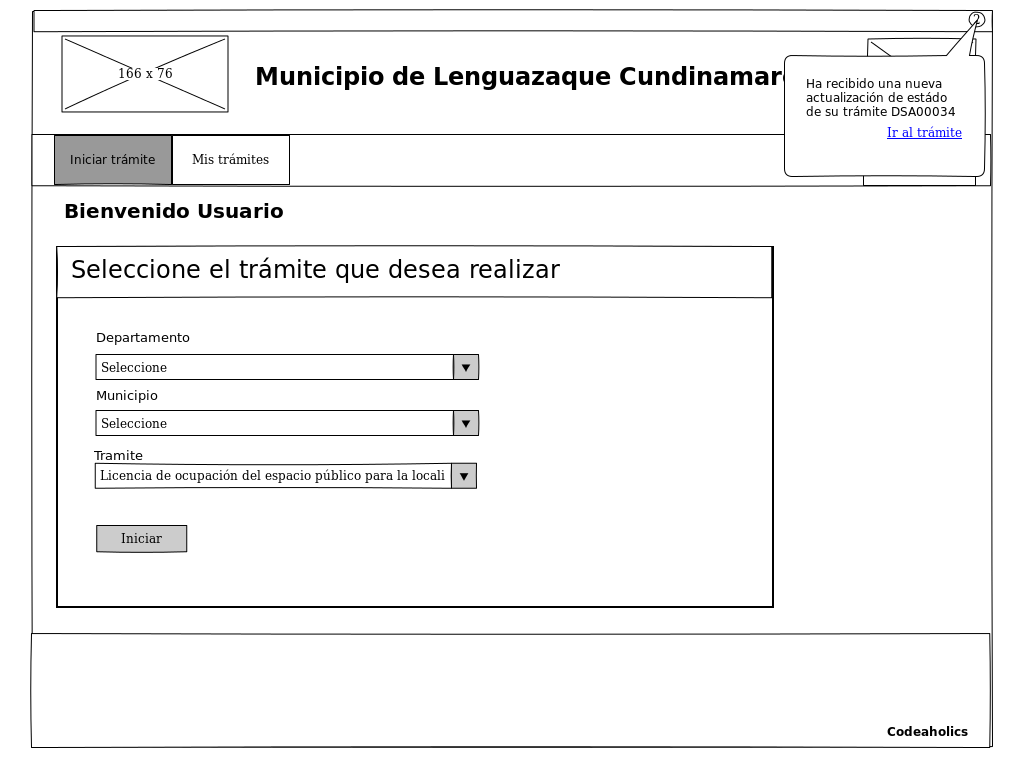 2
166 x 76
Municipio de Lenguazaque Cundinamar
Ha recibido una nueva
actualización de estádo
de su trámite DSA00034
Ir al trámite
Iniciar trámite
Mis trámites
Bienvenido Usuario
Seleccione el trámite que desea realizar
Departamento
Seleccione
Municipio
Seleccione
Tramite
Licencia de ocupación del espacio público para la locali
Iniciar
Codeaholics